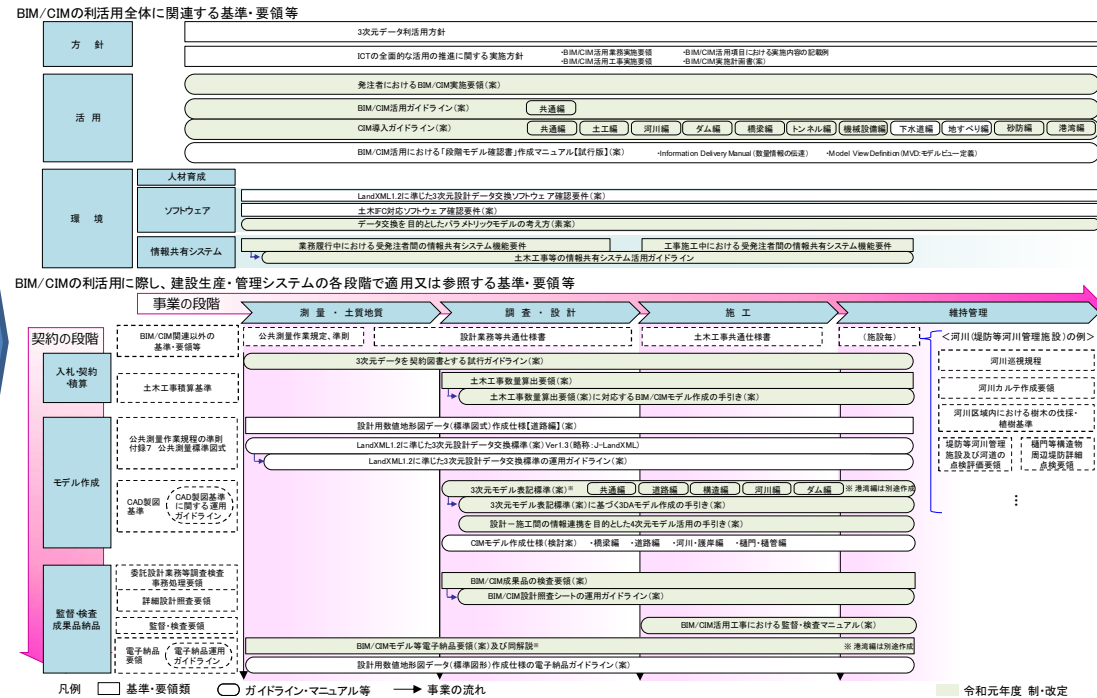 BIM/CIMの利活用全体に関連する基準・要領等
方 針
3次元データ利活用方針
ICTの全面的な活用の推進に関する実施方針
・BIM/CIM活用業務実施要領
・BIM/CIM活用工事実施要領
・BIM/CIM活用項目における実施内容の記載例
・BIM/CIM実施計画書(案)
活 用
発注者におけるBIM/CIM実施要領(案)
BIM/CIM活用ガイドライン(案)
共通編
CIM導入ガイドライン(案)
共通編
土工編
河川編
ダム編
橋梁編
トンネル編
機械設備編
下水道編
地すべり編
砂防編
港湾編
BIM/CIM活用における「段階モデル確認書」作成マニュアル【試行版】(案)
・Information Delivery Manual(数量情報の伝達)
・Model View Definition(MVD:モデルビュー定義)
環 境
人材育成
ソフトウェア
LandXML1.2に準じた3次元設計データ交換ソフトウェア確認要件(案)
土木IFC対応ソフトウェア確認要件(案)
データ交換を目的としたパラメトリックモデルの考え方(素案)
情報共有システム
業務履行中における受発注者間の情報共有システム機能要件
工事施工中における受発注者間の情報共有システム機能要件
土木工事等の情報共有システム活用ガイドライン
BIM/CIMの利活用に際し、建設生産・管理システムの各段階で適用又は参照する基準・要領等
事業の段階
測 量 ・ 土質地質
調 査 ・ 設 計
施 工
維持管理
契約の段階
BIM/CIM関連以外の
基準・要領等
公共測量作業規定、準則
設計業務等共通仕様書
土木工事共通仕様書
(施設毎)
<河川(堤防等河川管理施設)の例>
入札・契約
・積算
土木工事積算基準
3次元データを契約図書とする試行ガイドライン(案)
土木工事数量算出要領(案)
土木工事数量算出要領(案)に対応するBIM/CIMモデル作成の手引き(案)
河川巡視規程
河川カルテ作成要領
河川区域内における樹木の伐採・
植樹基準
堤防等河川管理
施設及び河道の
点検評価要領
樋門等構造物
周辺堤防詳細
点検要領
⋮
モデル作成
公共測量作業規程の準則
付録7 公共測量標準図式
設計用数値地形図データ(標準図式)作成仕様【道路編】(案)
LandXML1.2に準じた3次元設計データ交換標準(案)Ver1.3(略称:J-LandXML)
LandXML1.2に準じた3次元設計データ交換標準の運用ガイドライン(案)
CAD製図
基準
CAD製図基準
に関する運用
ガイドライン
3次元モデル表記標準(案)※
共通編
道路編
構造編
河川編
ダム編
※ 港湾編は別途作成
3次元モデル表記標準(案)に基づく3DAモデル作成の手引き(案)
設計-施工間の情報連携を目的とした4次元モデル活用の手引き(案)
CIMモデル作成仕様(検討案) ・橋梁編 ・道路編 ・河川・護岸編 ・樋門・樋管編
監督・検査
成果品納品
委託設計業務等調査検査
事務処理要領
詳細設計照査要領
監督・検査要領
電子納品
要領
電子納品運用
ガイドライン
BIM/CIM成果品の検査要領(案)
BIM/CIM設計照査シートの運用ガイドライン(案)
BIM/CIM活用工事における監督・検査マニュアル(案)
BIM/CIMモデル等電子納品要領(案)及び同解説※
※ 港湾編は別途作成
設計用数値地形図データ(標準図形)作成仕様の電子納品ガイドライン(案)
凡例
基準・要領類
ガイドライン・マニュアル等
事業の流れ
令和元年度 制・改定